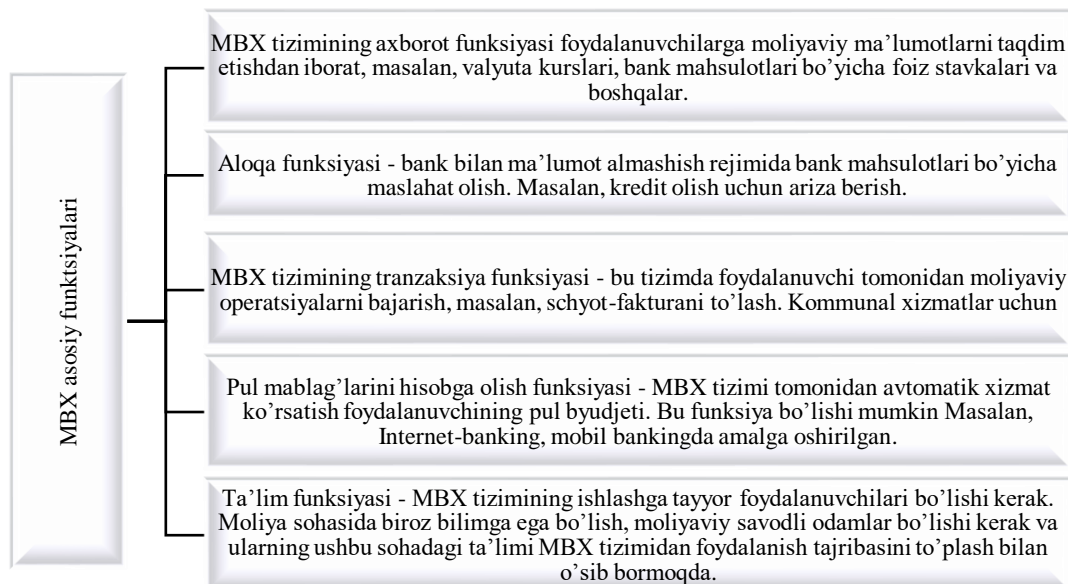 MBX asosiy funktsiyalari
MBX tizimining axborot funksiyasi foydalanuvchilarga moliyaviy ma’lumotlarni taqdim
etishdan iborat, masalan, valyuta kurslari, bank mahsulotlari bo’yicha foiz stavkalari va
boshqalar.
Aloqa funksiyasi - bank bilan ma’lumot almashish rejimida bank mahsulotlari bo’yicha
maslahat olish. Masalan, kredit olish uchun ariza berish.
MBX tizimining tranzaksiya funksiyasi - bu tizimda foydalanuvchi tomonidan moliyaviy
operatsiyalarni bajarish, masalan, schyot-fakturani to’lash. Kommunal xizmatlar uchun
Pul mablag’larini hisobga olish funksiyasi - MBX tizimi tomonidan avtomatik xizmat
ko’rsatish foydalanuvchining pul byudjeti. Bu funksiya bo’lishi mumkin Masalan,
Internet-banking, mobil bankingda amalga oshirilgan.
Ta’lim funksiyasi - MBX tizimining ishlashga tayyor foydalanuvchilari bo’lishi kerak.
Moliya sohasida biroz bilimga ega bo’lish, moliyaviy savodli odamlar bo’lishi kerak va
ularning ushbu sohadagi ta’limi MBX tizimidan foydalanish tajribasini to’plash bilan
o’sib bormoqda.